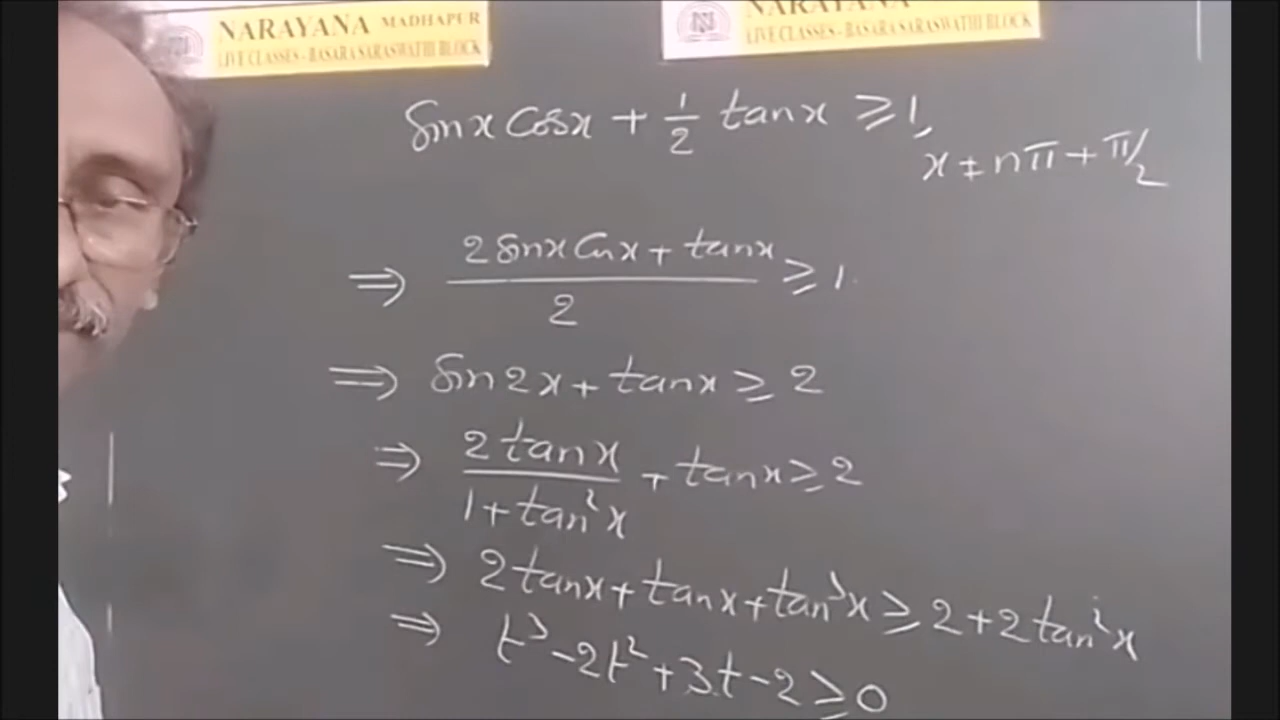 NARAYANA MADHAPUR
LIVE CLASSES - BASARA SARASWATHI BLOCK
NARAYANA
LIVE CLASSES - BASARA SARASWATHI BLOCK
sinx cosx + 1/2 tanx ≥ 1,
x ≠ nπ + π/2
⇒ (2 sinx cosx + tanx)/2 ≥ 1.
⇒ sin2x + tanx ≥ 2
⇒ 2tanx/(1+tan²x) + tanx ≥ 2
⇒ 2tanx + tanx + tan³x ≥ 2+2tan²x
⇒ t³ - 2t² + 3t - 2 ≥ 0